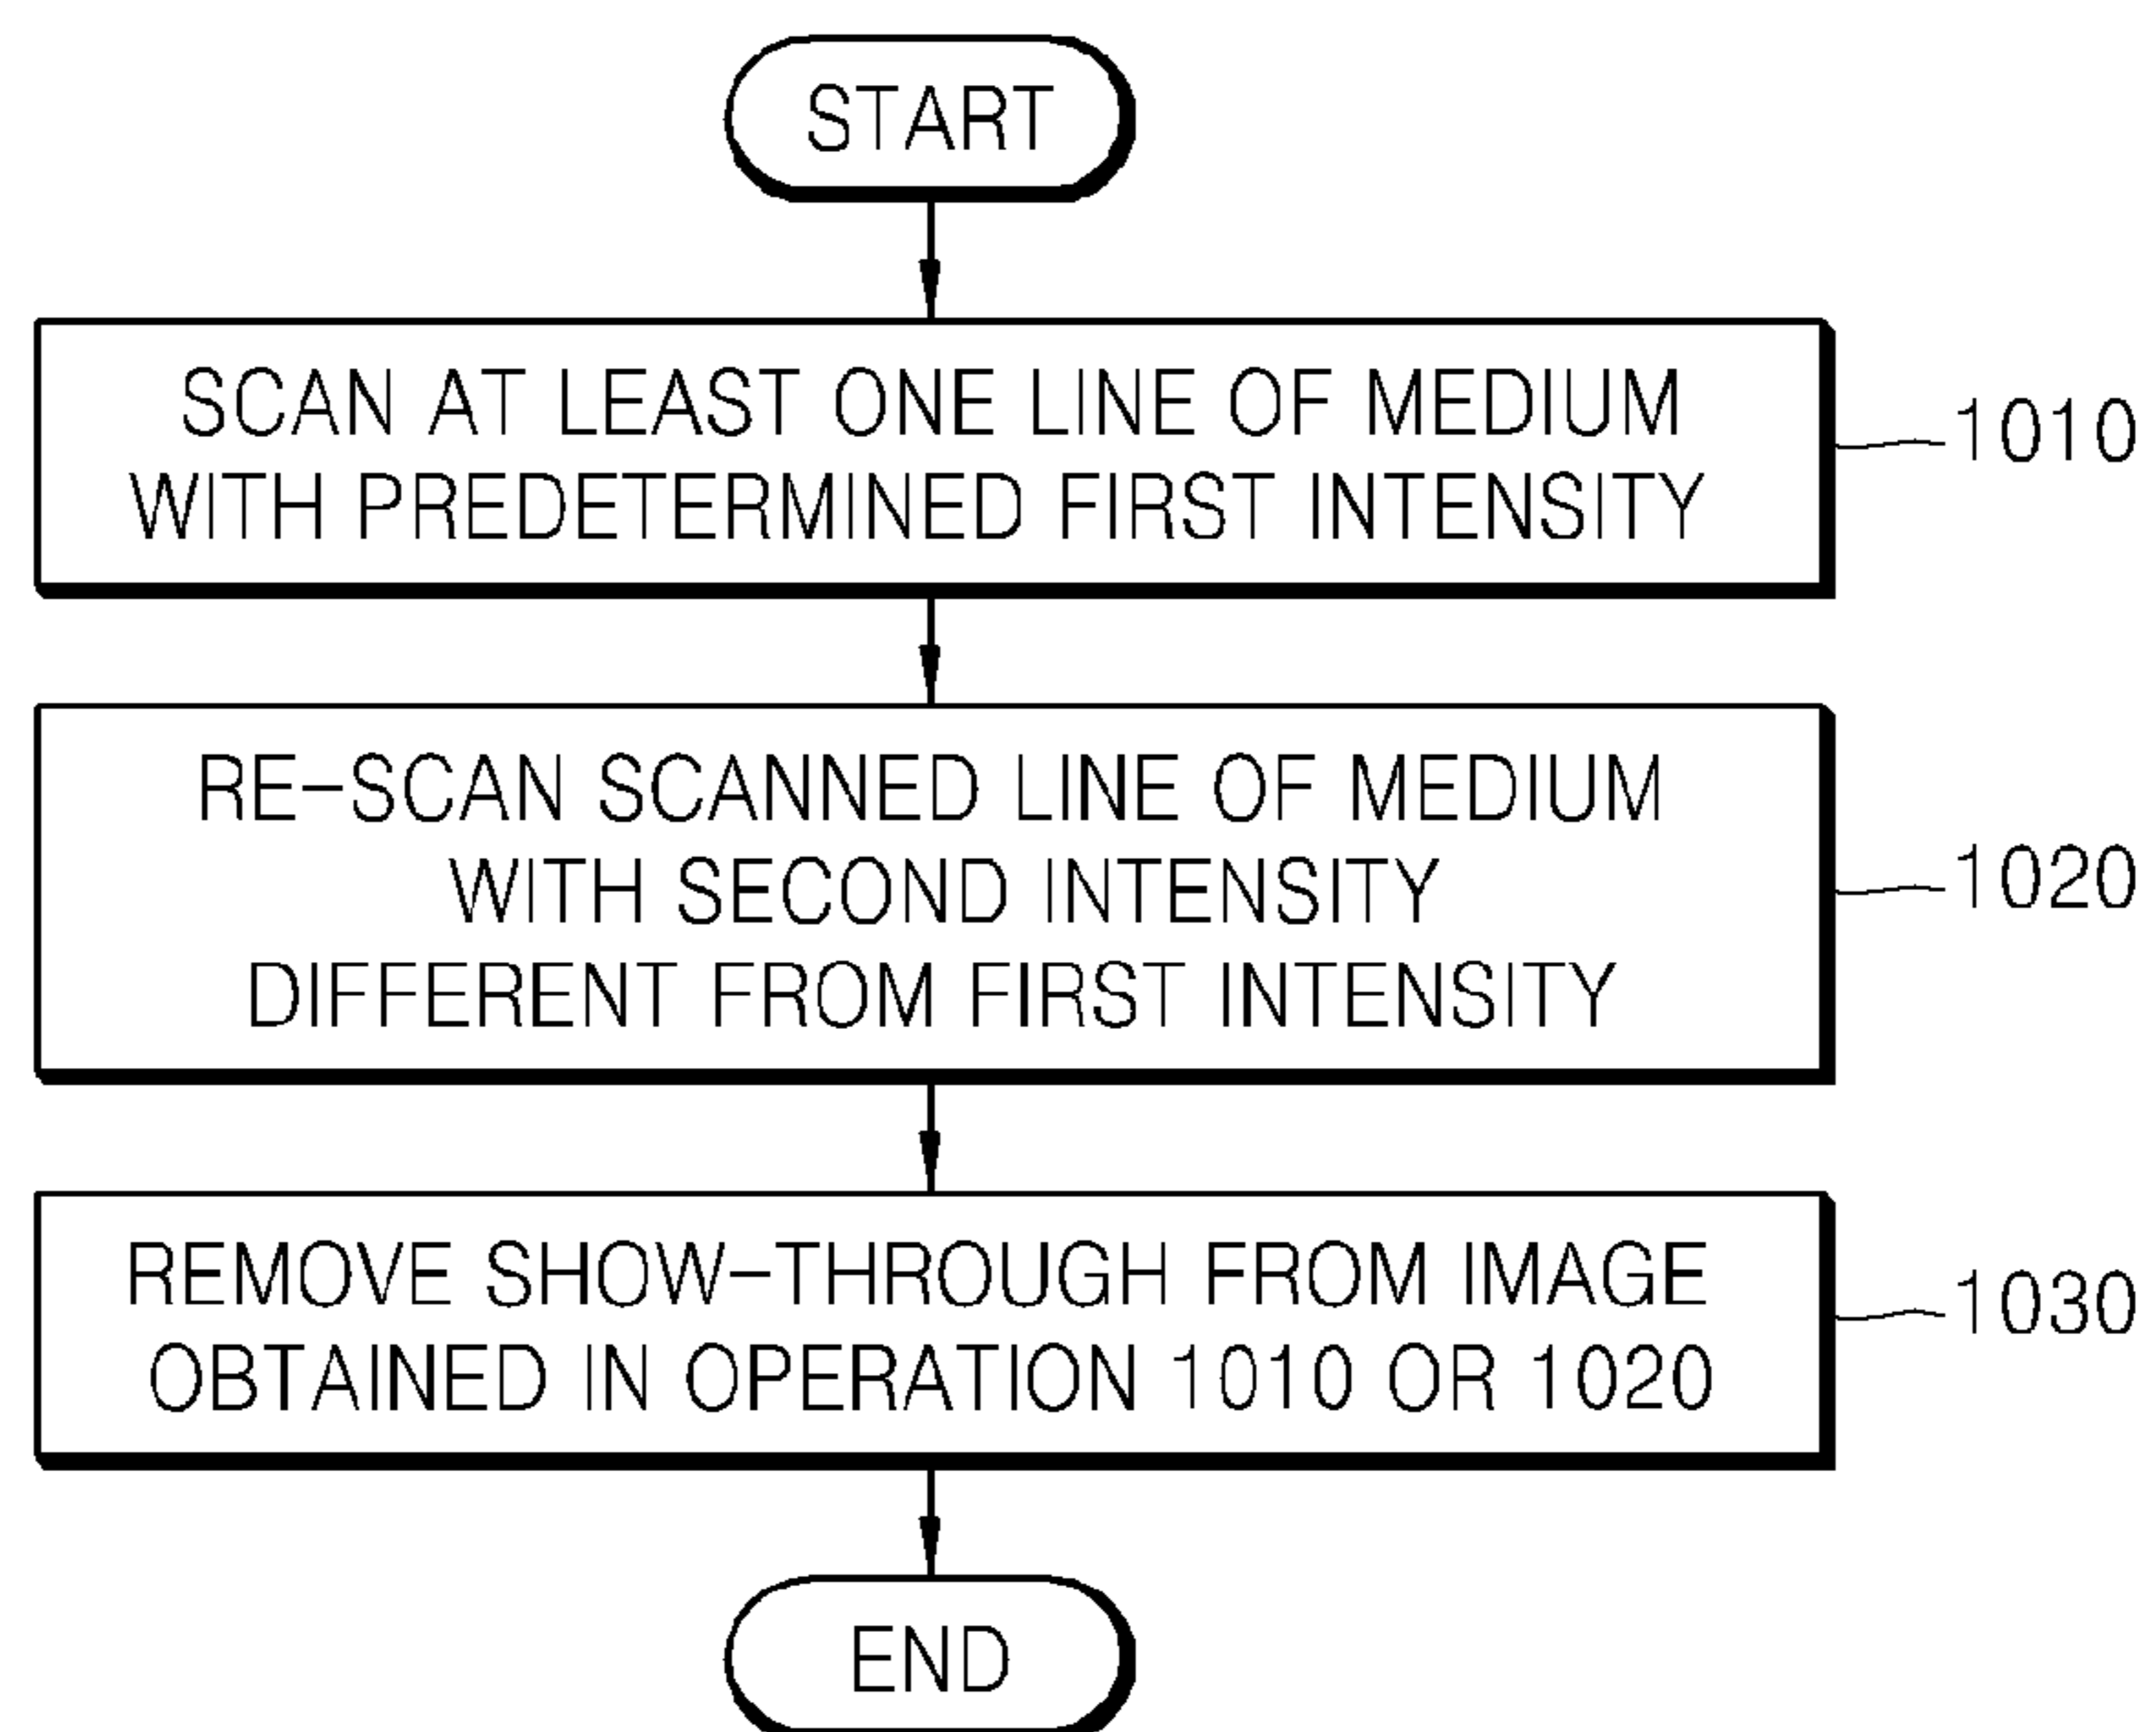 START
SCAN AT LEAST ONE LINE OF MEDIUM
WITH PREDETERMINED FIRST INTENSITY
1010
RE-SCAN SCANNED LINE OF MEDIUM
WITH SECOND INTENSITY
DIFFERENT FROM FIRST INTENSITY
1020
REMOVE SHOW-THROUGH FROM IMAGE
OBTAINED IN OPERATION 1010 OR 1020
1030
END